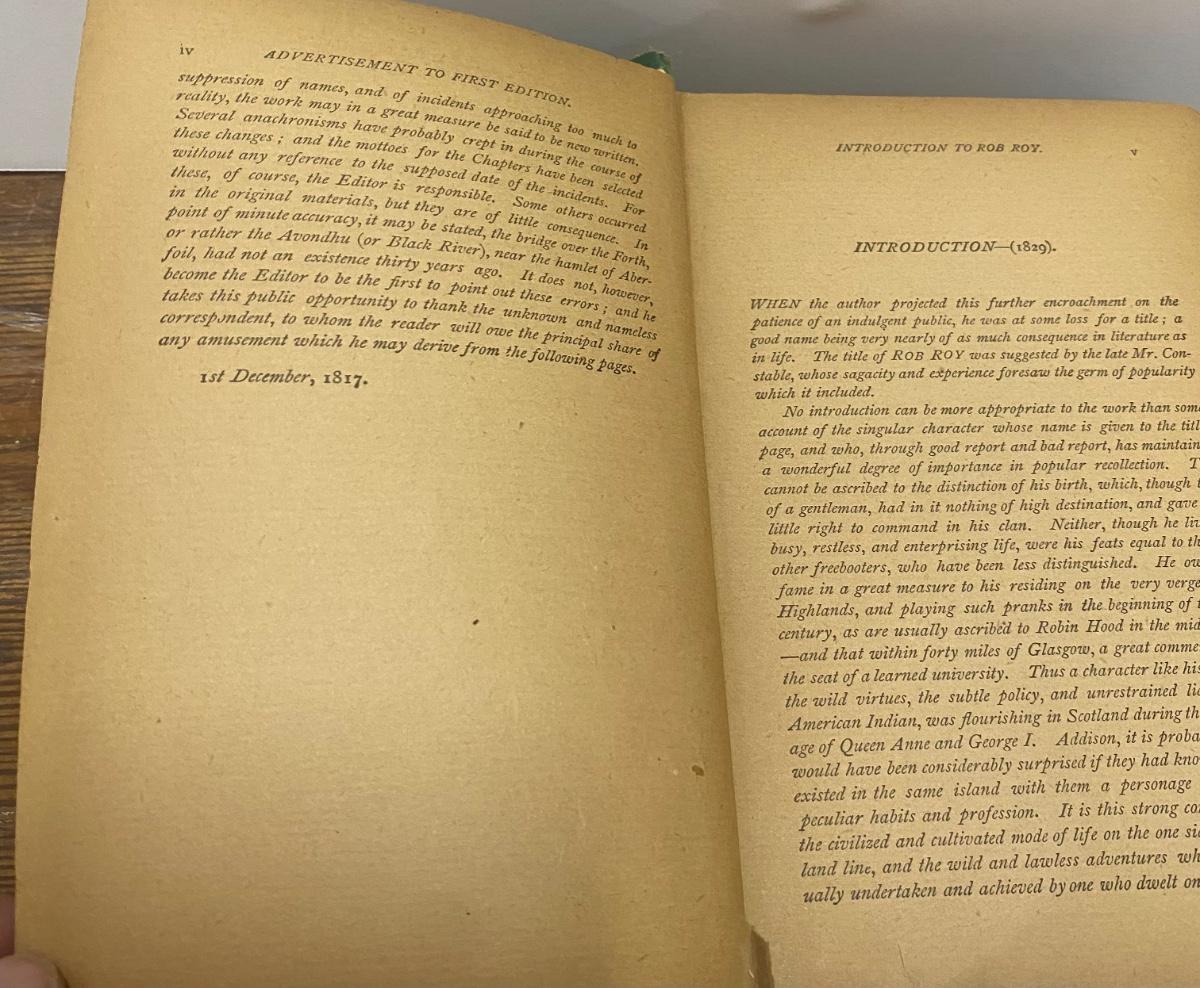 iv
ADVERTISEMENT TO FIRST EDITION.
suppression of names, and of incidents approaching too much to
reality, the work may in a great measure be said to be new written.
Several anachronisms have probably crept in during the course of
these changes; and the mottoes for the Chapters have been selected
without any reference to the supposed date of the incidents. For
these, of course, the Editor is responsible. Some others occurred
in the original materials, but they are of little consequence. In
point of minute accuracy, it may be stated, the bridge over the Forth,
or rather the Avondhu (or Black River), near the hamlet of Aber-
foil, had not an existence thirty years ago. It does not, however,
become the Editor to be the first to point out these errors; and he
takes this public opportunity to thank the unknown and nameless
correspondent, to whom the reader will owe the principal share of
any amusement which he may derive from the following pages.
1st December, 1817.
INTRODUCTION TO ROB ROY.
v
INTRODUCTION—(1829).
WHEN the author projected this further encroachment on the
patience of an indulgent public, he was at some loss for a title; a
good name being very nearly of as much consequence in literature as
in life. The title of ROB ROY was suggested by the late Mr. Con-
stable, whose sagacity and experience foresaw the germ of popularity
which it included.
No introduction can be more appropriate to the work than som
account of the singular character whose name is given to the titl
page, and who, through good report and bad report, has maintain
a wonderful degree of importance in popular recollection. T
cannot be ascribed to the distinction of his birth, which, though t
of a gentleman, had in it nothing of high destination, and gave
little right to command in his clan. Neither, though he liv
busy, restless, and enterprising life, were his feats equal to th
other freebooters, who have been less distinguished. He ow
fame in a great measure to his residing on the very verge
Highlands, and playing such pranks in the beginning of t
century, as are usually ascribed to Robin Hood in the mid
—and that within forty miles of Glasgow, a great comme
the seat of a learned university. Thus a character like his
the wild virtues, the subtle policy, and unrestrained lic
American Indian, was flourishing in Scotland during th
age of Queen Anne and George I. Addison, it is proba
would have been considerably surprised if they had kno
existed in the same island with them a personage
peculiar habits and profession. It is this strong co
the civilized and cultivated mode of life on the one si
land line, and the wild and lawless adventures wh
ually undertaken and achieved by one who dwelt on